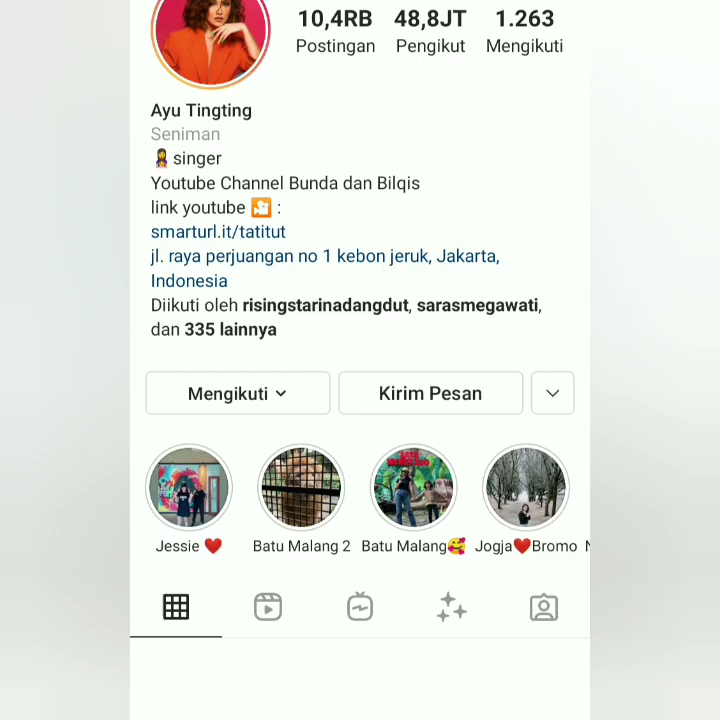 10,4RB 48,8JT 1.263
Postingan Pengikut Mengikuti
Ayu Tingting
Seniman
👩‍🎤 singer
Youtube Channel Bunda dan Bilqis
link youtube 🎦 :
smarturl.it/tatitut
jl. raya perjuangan no 1 kebon jeruk, Jakarta,
Indonesia
Diikuti oleh risingstarinadangdut, sarasmegawati,
dan 335 lainnya
Mengikuti Kirim Pesan
Jessie ❤️ Batu Malang 2 Batu Malang🥰 Jogja❤️Bromo